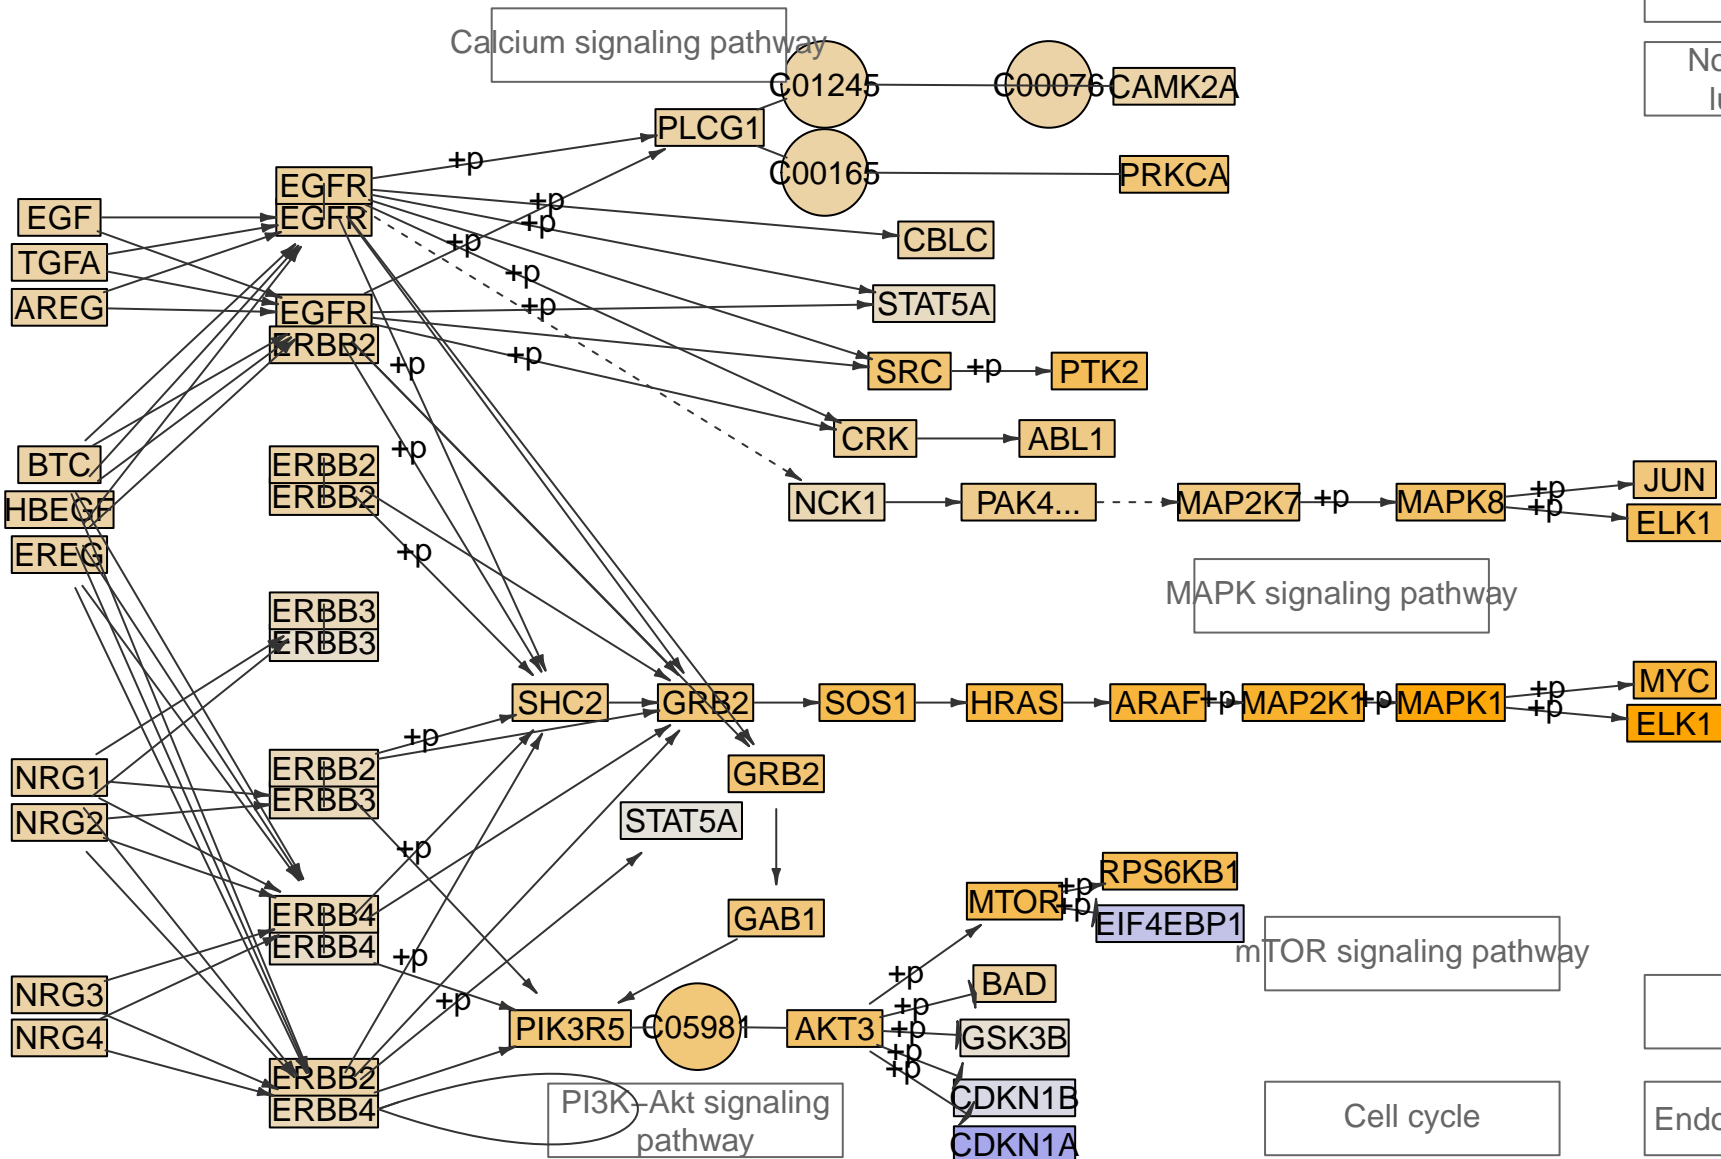 Calcium signaling pathway
No
lu
C01245
C00076
CAMK2A
PLCG1
C00165
PRKCA
+p
EGFR
EGFR
EGF
+p
+p
CBLC
TGFA
+p
+p
AREG
EGFR
+p
STAT5A
ERBB2
+p
+p
SRC
+p
PTK2
CRK
ABL1
BTC
ERBB2
+p
ERBB2
HBEGF
NCK1
PAK4...
MAP2K7
+p
MAPK8
+p
+p
JUN
ELK1
EREG
+p
MAPK signaling pathway
ERBB3
ERBB3
SHC2
GRB2
SOS1
HRAS
ARAF
+p
MAP2K1
+p
MAPK1
+p
+p
MYC
ELK1
+p
NRG1
ERBB2
ERBB3
GRB2
NRG2
STAT5A
+p
RPS6KB1
+p
+p
MTOR
EIF4EBP1
ERBB4
ERBB4
GAB1
mTOR signaling pathway
+p
+p
BAD
NRG3
+p
+p
NRG4
PIK3R5
C05981
AKT3
+p
GSK3B
+p
+p
ERBB2
ERBB4
PI3K–Akt signaling
pathway
CDKN1B
CDKN1A
Cell cycle
Endo